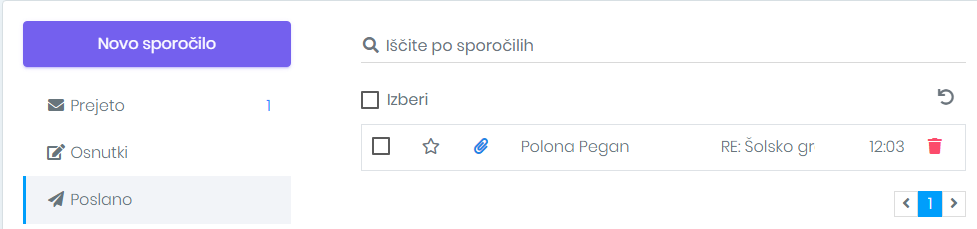 Novo sporočilo
Prejeto 1
Osnutki
Poslano
Iščite po sporočilih
Izberi
Polona Pegan RE: Šolsko gr 12:03
1